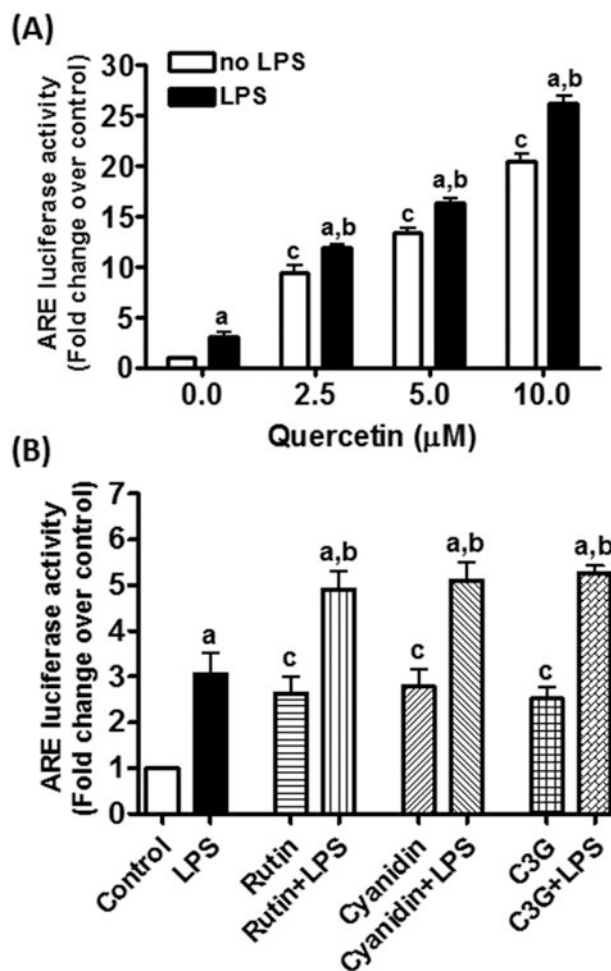 (A)
no LPS
LPS
ARE luciferase activity
(Fold change over control)
30
25
20
15
10
5
0
a
c
a,b
c
a,b
c
a,b
0.0
2.5
5.0
10.0
Quercetin (μM)
(B)
ARE luciferase activity
(Fold change over control)
7
6
5
4
3
2
1
0
a
c
a,b
c
a,b
c
a,b
Control
LPS
Rutin
Rutin+LPS
Cyanidin
Cyanidin+LPS
C3G
C3G+LPS